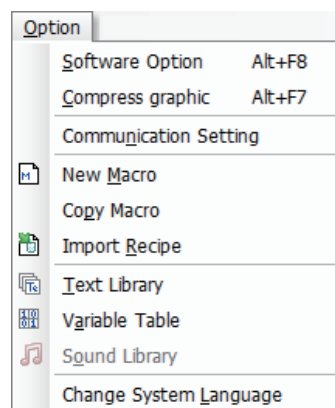 Option
Software Option Alt+F8
Compress graphic Alt+F7
Communication Setting
New Macro
Copy Macro
Import Recipe
Text Library
Variable Table
Sound Library
Change System Language